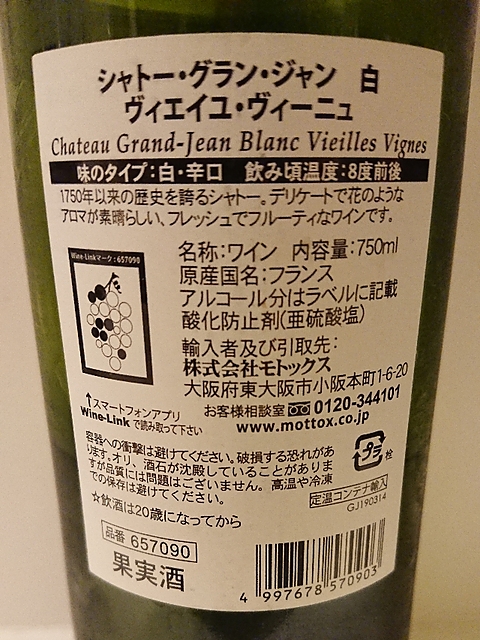 シャトー・グラン・ジャン 白
ヴィエイユ・ヴィーニュ
Chateau Grand-Jean Blanc Vieilles Vignes
味のタイプ:白・辛口 飲み頃温度:8度前後
1750年以来の歴史を誇るシャトー。デリケートで花のような
アロマが素晴らしい、フレッシュでフルーティなワインです。
Wine-Linkマーク:657090
名称:ワイン 内容量:750ml
原産国名:フランス
アルコール分はラベルに記載
酸化防止剤(亜硫酸塩)
輸入者及び引取先:
株式会社モトックス
大阪府東大阪市小阪本町1-6-20
お客様相談室 0120-344101
www.mottox.co.jp
↑スマートフォンアプリ
Wine-Link で読み取って下さい
容器への衝撃は避けてください。破損する恐れがあ
ります。オリ、酒石が沈殿していることがありま
すが品質には問題はございません。高温や冷凍
での保存は避けてください。
プラ 栓
定温コンテナ輸入
GJ190314
☆飲酒は20歳になってから
品番 657090
果実酒
4 997678 570903